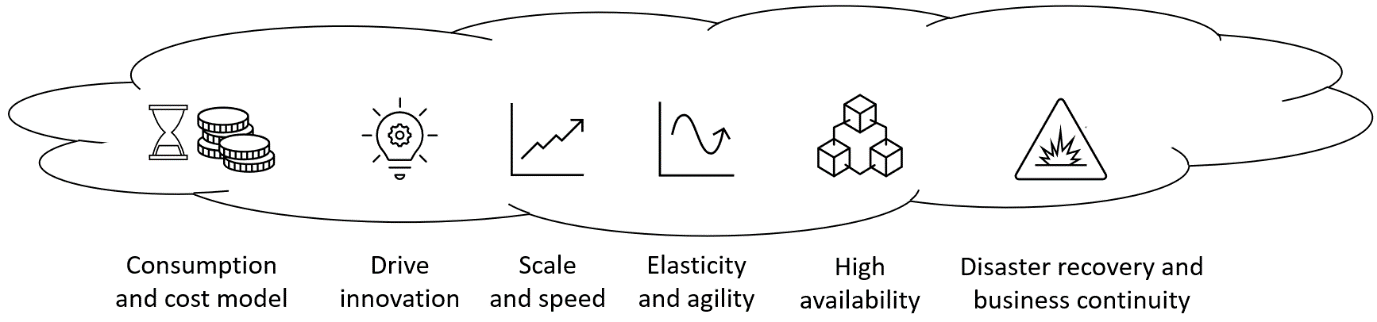 Consumption
and cost model
Drive
innovation
Scale
and speed
Elasticity
and agility
High
availability
Disaster recovery and
business continuity